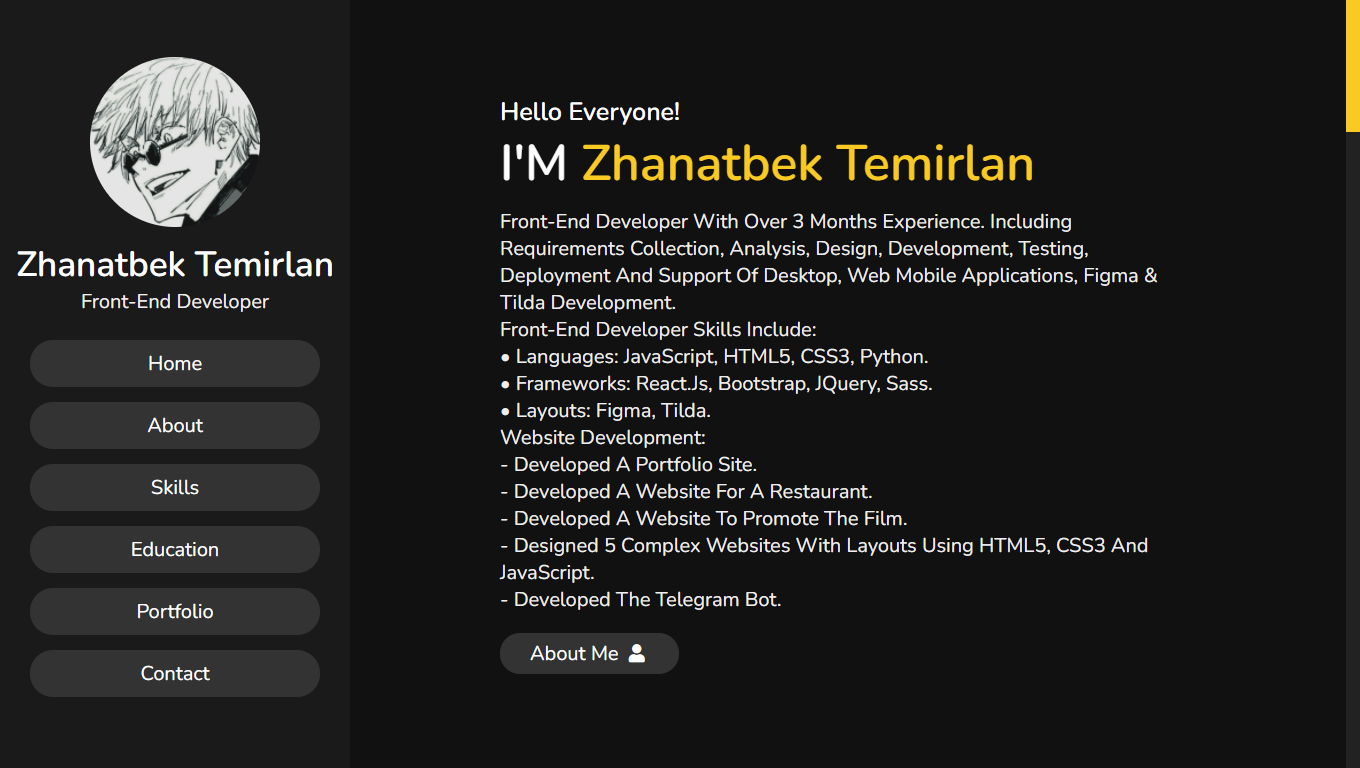 Zhanatbek Temirlan
Front-End Developer
Home
About
Skills
Education
Portfolio
Contact
Hello Everyone!
I'M Zhanatbek Temirlan
Front-End Developer With Over 3 Months Experience. Including
Requirements Collection, Analysis, Design, Development, Testing,
Deployment And Support Of Desktop, Web Mobile Applications, Figma &
Tilda Development.
Front-End Developer Skills Include:
● Languages: JavaScript, HTML5, CSS3, Python.
● Frameworks: React.Js, Bootstrap, JQuery, Sass.
● Layouts: Figma, Tilda.
Website Development:
- Developed A Portfolio Site.
- Developed A Website For A Restaurant.
- Developed A Website To Promote The Film.
- Designed 5 Complex Websites With Layouts Using HTML5, CSS3 And
JavaScript.
- Developed The Telegram Bot.
About Me